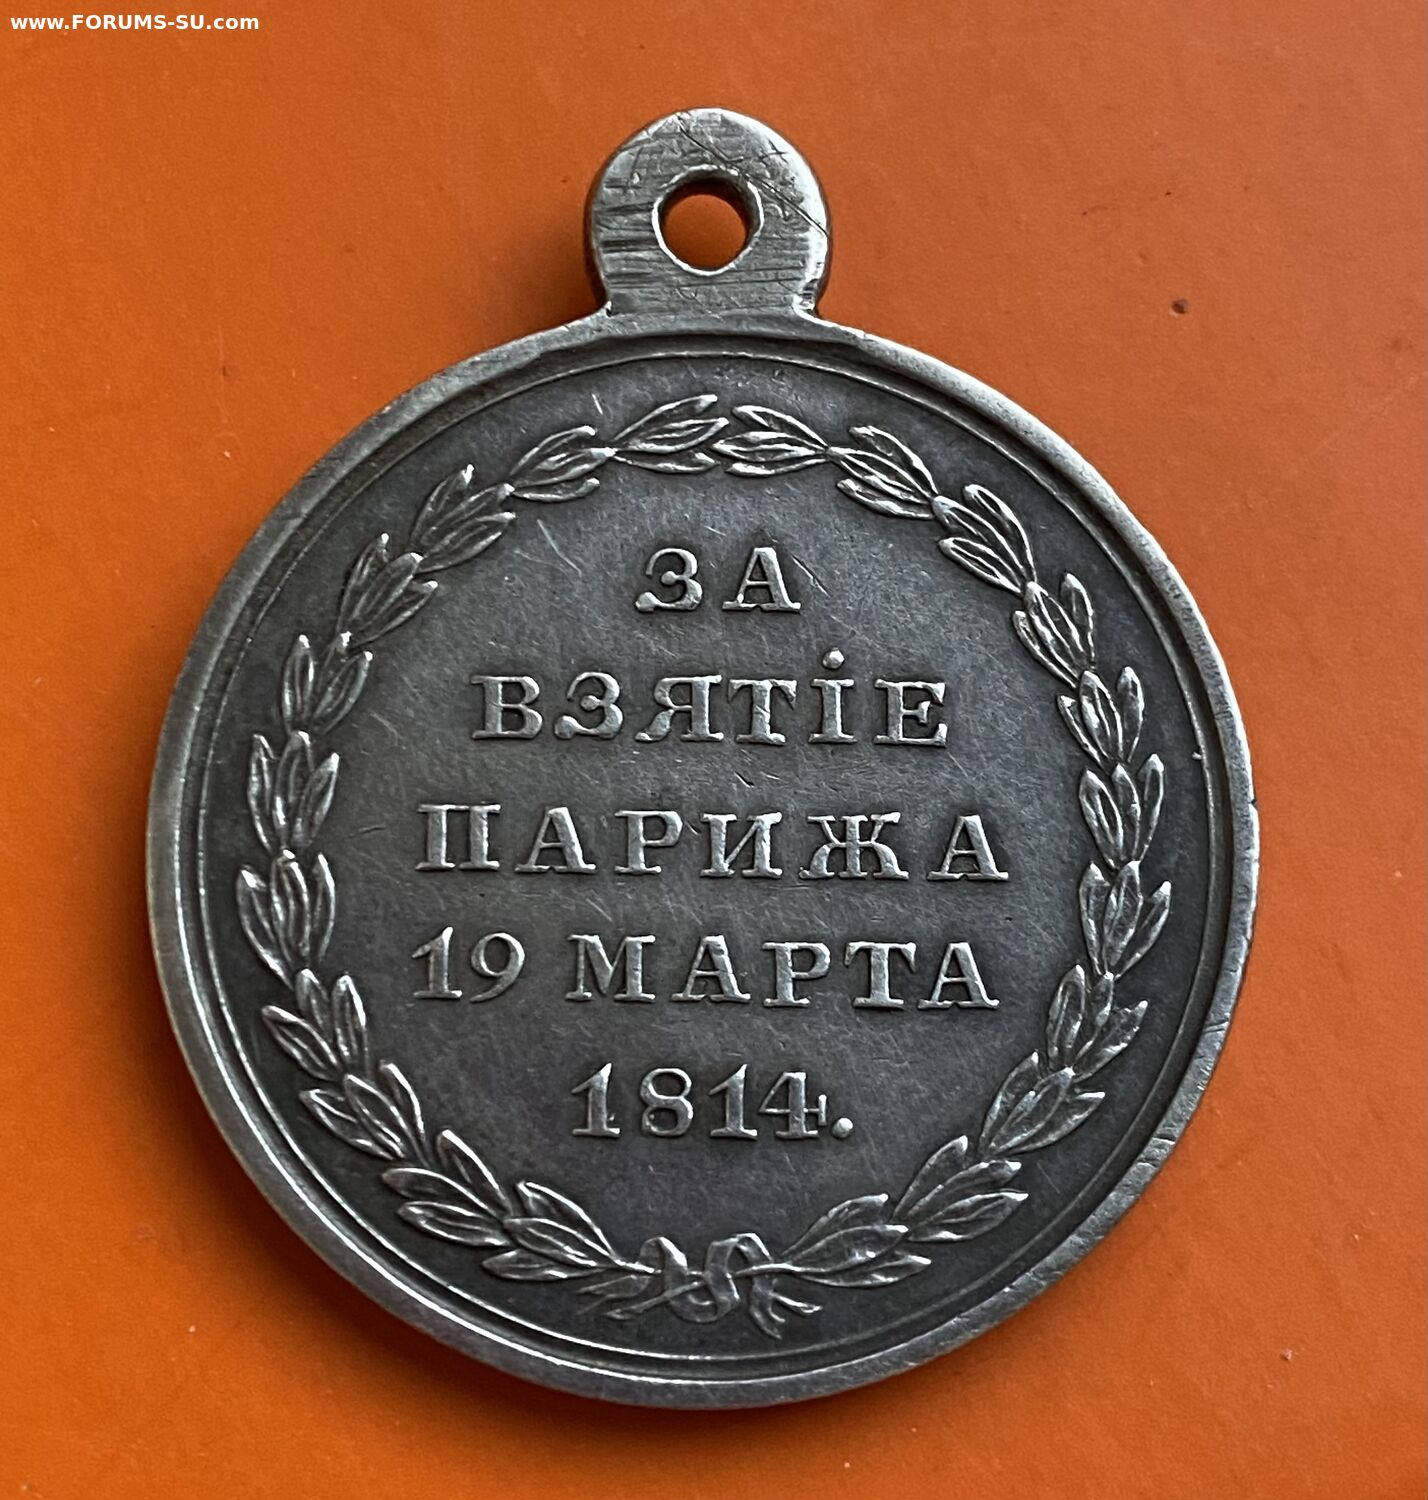 www.FORUMS-SU.com
ЗА
ВЗЯТІЕ
ПАРИЖА
19 МАРТА
1814.